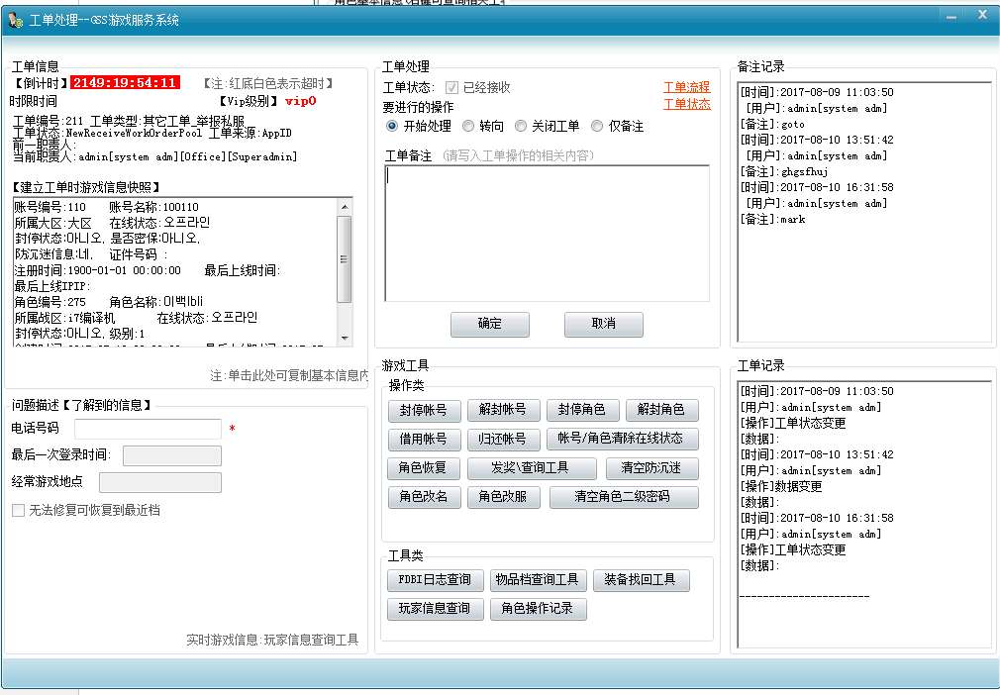 工单处理--GSS游戏服务系统
工单信息
【倒计时】2149:19:54:11 【注:红底白色表示超时】
时限时间 【Vip级别】 vip0
工单编号:211 工单类型:其它工单_举报私服
工单状态:NewReceiveWorkOrderPool 工单来源:AppID
前一职责人:
当前职责人:admin[system adm][Office][Superadmin]
【建立工单时游戏信息快照】
账号编号:110 账号名称:100110
所属大区:大区 在线状态:오프라인
封停状态:아니오, 是否密保:아니오,
防沉迷信息:네, 证件号码 :
注册时间:1900-01-01 00:00:00 最后上线时间:
最后上线IPIP:
角色编号:275 角色名称:이백lbli
所属战区:i7编译机 在线状态:오프라인
封停状态:아니오, 级别:1
注:单击此处可复制基本信息内
问题描述【了解到的信息】
电话号码 *
最后一次登录时间:
经常游戏地点
无法修复可恢复到最近档
实时游戏信息:玩家信息查询工具
工单处理
工单状态: 已经接收 工单流程
要进行的操作 工单状态
开始处理 转向 关闭工单 仅备注
工单备注 (请写入工单操作的相关内容)
确定 取消
游戏工具
操作类
封停帐号 解封帐号 封停角色 解封角色
借用帐号 归还帐号 帐号/角色清除在线状态
角色恢复 发奖\查询工具 清空防沉迷
角色改名 角色改服 清空角色二级密码
工具类
FDBI日志查询 物品档查询工具 装备找回工具
玩家信息查询 角色操作记录
备注记录
[时间]:2017-08-09 11:03:50
[用户]:admin[system adm]
[备注]:goto
[时间]:2017-08-10 13:51:42
[用户]:admin[system adm]
[备注]:ghgsfhuj
[时间]:2017-08-10 16:31:58
[用户]:admin[system adm]
[备注]:mark
工单记录
[时间]:2017-08-09 11:03:50
[用户]:admin[system adm]
[操作]工单状态变更
[数据]:
[时间]:2017-08-10 13:51:42
[用户]:admin[system adm]
[操作]数据变更
[数据]:
[时间]:2017-08-10 16:31:58
[用户]:admin[system adm]
[操作]工单状态变更
[数据]:
----------------------